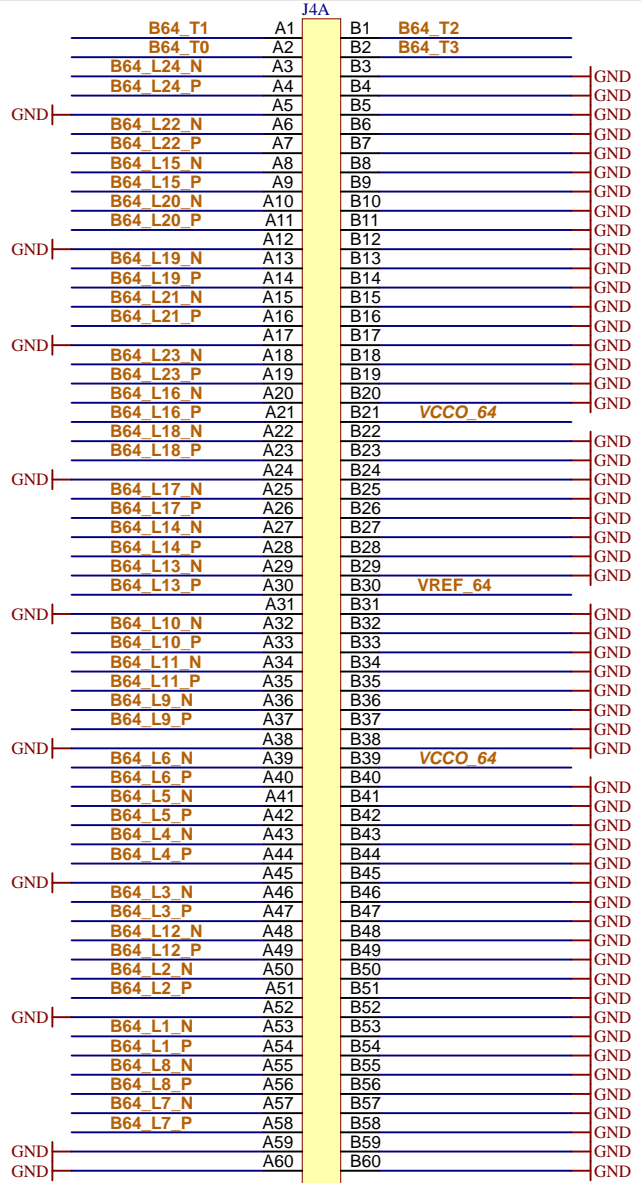 J4A
B64_T1 A1 B1 B64_T2
B64_T0 A2 B2 B64_T3
B64_L24_N A3 B3 GND
B64_L24_P A4 B4 GND
GND A5 B5 GND
B64_L22_N A6 B6 GND
B64_L22_P A7 B7 GND
B64_L15_N A8 B8 GND
B64_L15_P A9 B9 GND
B64_L20_N A10 B10 GND
B64_L20_P A11 B11 GND
GND A12 B12 GND
B64_L19_N A13 B13 GND
B64_L19_P A14 B14 GND
B64_L21_N A15 B15 GND
B64_L21_P A16 B16 GND
GND A17 B17 GND
B64_L23_N A18 B18 GND
B64_L23_P A19 B19 GND
B64_L16_N A20 B20 GND
B64_L16_P A21 B21 VCCO_64
B64_L18_N A22 B22 GND
B64_L18_P A23 B23 GND
GND A24 B24 GND
B64_L17_N A25 B25 GND
B64_L17_P A26 B26 GND
B64_L14_N A27 B27 GND
B64_L14_P A28 B28 GND
B64_L13_N A29 B29 GND
B64_L13_P A30 B30 VREF_64
GND A31 B31 GND
B64_L10_N A32 B32 GND
B64_L10_P A33 B33 GND
B64_L11_N A34 B34 GND
B64_L11_P A35 B35 GND
B64_L9_N A36 B36 GND
B64_L9_P A37 B37 GND
GND A38 B38 GND
B64_L6_N A39 B39 VCCO_64
B64_L6_P A40 B40 GND
B64_L5_N A41 B41 GND
B64_L5_P A42 B42 GND
B64_L4_N A43 B43 GND
B64_L4_P A44 B44 GND
GND A45 B45 GND
B64_L3_N A46 B46 GND
B64_L3_P A47 B47 GND
B64_L12_N A48 B48 GND
B64_L12_P A49 B49 GND
B64_L2_N A50 B50 GND
B64_L2_P A51 B51 GND
GND A52 B52 GND
B64_L1_N A53 B53 GND
B64_L1_P A54 B54 GND
B64_L8_N A55 B55 GND
B64_L8_P A56 B56 GND
B64_L7_N A57 B57 GND
B64_L7_P A58 B58 GND
GND A59 B59 GND
GND A60 B60 GND